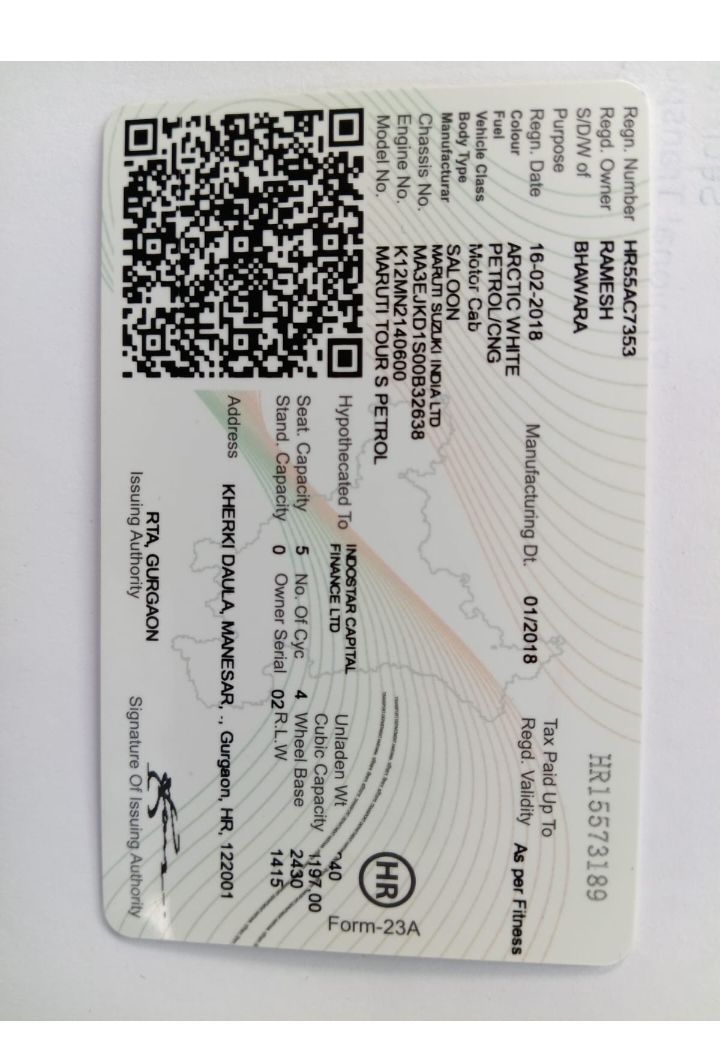 HR15573189
Regn. Number HR55AC7353
Regd. Owner RAMESH
S/D/W of BHAWARA
Purpose
Regn. Date 16-02-2018 Manufacturing Dt. 01/2018 Tax Paid Up To
Colour ARCTIC WHITE Regd. Validity As per Fitness
Fuel PETROL/CNG
Vehicle Class Motor Cab
Body Type SALOON
Manufacturar MARUTI SUZUKI INDIA LTD
Chassis No. MA3EJKD1S00B32638
Engine No. K12MN2140600
Model No. MARUTI TOUR S PETROL
HR
Form-23A
Hypothecated To INDOSTAR CAPITAL
FINANCE LTD
Unladen Wt
Cubic Capacity 1197.00
Seat. Capacity 5 No. Of Cyc 4 Wheel Base 2430
Stand. Capacity 0 Owner Serial 02 R.L.W 1415
Address KHERKI DAULA, MANESAR, ., Gurgaon, HR, 122001
RTA, GURGAON
Issuing Authority
Signature Of Issuing Authority